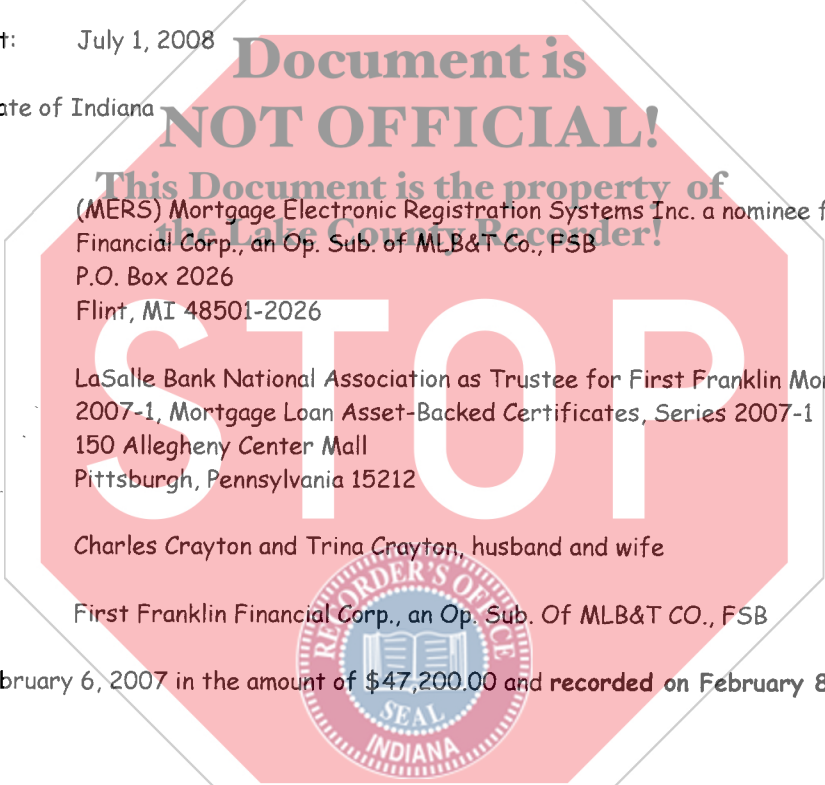 t: July 1, 2008
Document is
ate of Indiana
NOT OFFICIAL!
This Document is the property of
(MERS) Mortgage Electronic Registration Systems Inc. a nominee f
the Lake County Recorder!
Financial Corp., an Op. Sub. of MLB&T Co., FSB
P.O. Box 2026
Flint, MI 48501-2026
LaSalle Bank National Association as Trustee for First Franklin Mor
2007-1, Mortgage Loan Asset-Backed Certificates, Series 2007-1
150 Allegheny Center Mall
Pittsburgh, Pennsylvania 15212
STOP
Charles Crayton and Trina Crayton, husband and wife
First Franklin Financial Corp., an Op. Sub. Of MLB&T CO., FSB
bruary 6, 2007 in the amount of $47,200.00 and recorded on February 8
RECORDER'S OFFICE
SEAL
INDIANA